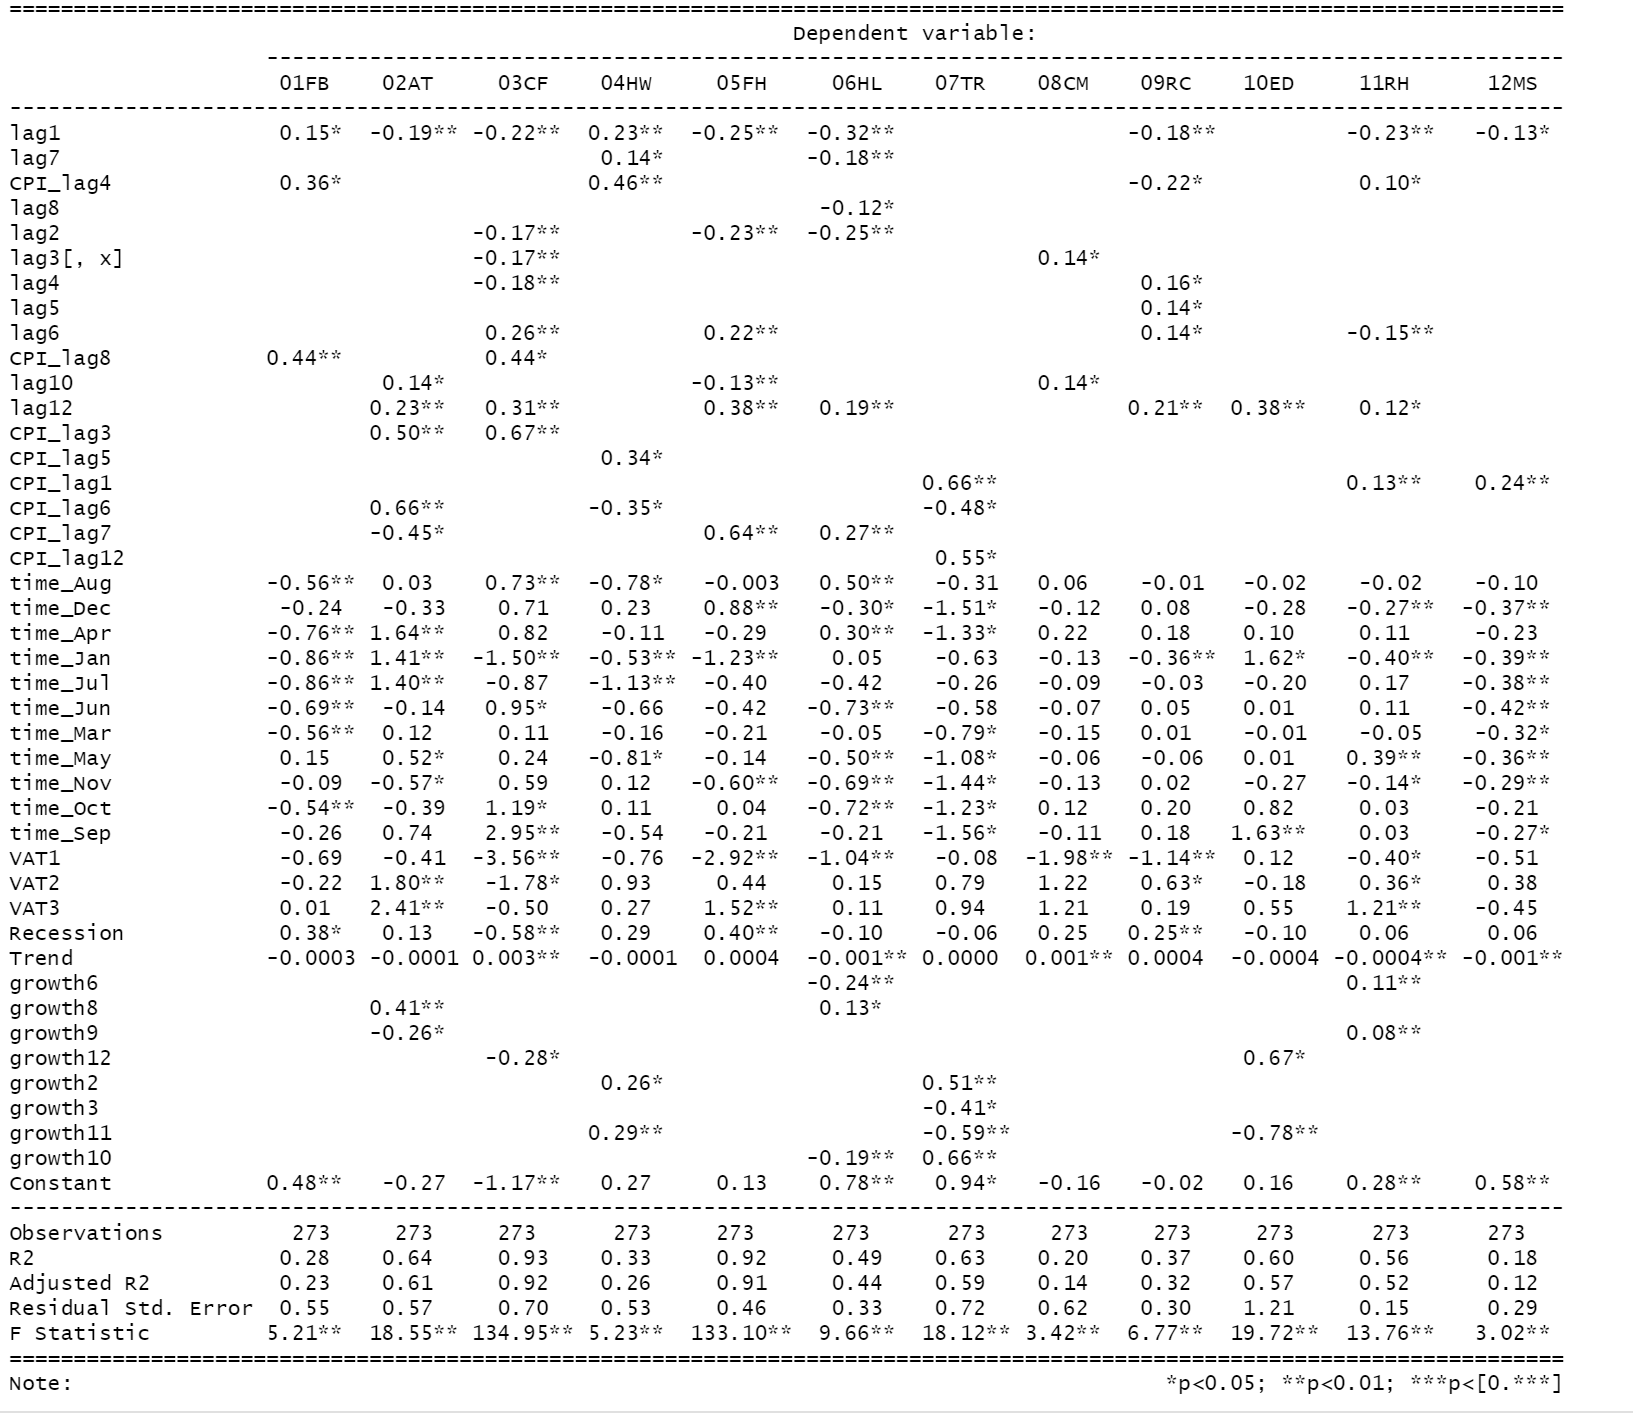 ==========================================================================================================================
Dependent variable:
-----------------------------------------------------------------------------------------------------
01FB 02AT 03CF 04HW 05FH 06HL 07TR 08CM 09RC 10ED 11RH 12MS
--------------------------------------------------------------------------------------------------------------------------
lag1 0.15* -0.19** -0.22** 0.23** -0.25** -0.32** -0.18** -0.23** -0.13*
lag7 0.14* -0.18**
CPI_lag4 0.36* 0.46** -0.22* 0.10*
lag8 -0.12*
lag2 -0.17** -0.23** -0.25**
lag3[, x] -0.17** 0.14*
lag4 -0.18** 0.16*
lag5 0.14*
lag6 0.26** 0.22** 0.14* -0.15**
CPI_lag8 0.44** 0.44*
lag10 0.14* -0.13** 0.14*
lag12 0.23** 0.31** 0.38** 0.19** 0.21** 0.38** 0.12*
CPI_lag3 0.50** 0.67**
CPI_lag5 0.34*
CPI_lag1 0.66** 0.13** 0.24**
CPI_lag6 0.66** -0.35* -0.48*
CPI_lag7 -0.45* 0.64** 0.27**
CPI_lag12 0.55*
time_Aug -0.56** 0.03 0.73** -0.78* -0.003 0.50** -0.31 0.06 -0.01 -0.02 -0.02 -0.10
time_Dec -0.24 -0.33 0.71 0.23 0.88** -0.30* -1.51* -0.12 0.08 -0.28 -0.27** -0.37**
time_Apr -0.76** 1.64** 0.82 -0.11 -0.29 0.30** -1.33* 0.22 0.18 0.10 0.11 -0.23
time_Jan -0.86** 1.41** -1.50** -0.53** -1.23** 0.05 -0.63 -0.13 -0.36** 1.62* -0.40** -0.39**
time_Jul -0.86** 1.40** -0.87 -1.13** -0.40 -0.42 -0.26 -0.09 -0.03 -0.20 0.17 -0.38**
time_Jun -0.69** -0.14 0.95* -0.66 -0.42 -0.73** -0.58 -0.07 0.05 0.01 0.11 -0.42**
time_Mar -0.56** 0.12 0.11 -0.16 -0.21 -0.05 -0.79* -0.15 0.01 -0.01 -0.05 -0.32*
time_May 0.15 0.52* 0.24 -0.81* -0.14 -0.50** -1.08* -0.06 -0.06 0.01 0.39** -0.36**
time_Nov -0.09 -0.57* 0.59 0.12 -0.60** -0.69** -1.44* -0.13 0.02 -0.27 -0.14* -0.29**
time_Oct -0.54** -0.39 1.19* 0.11 0.04 -0.72** -1.23* 0.12 0.20 0.82 0.03 -0.21
time_Sep -0.26 0.74 2.95** -0.54 -0.21 -0.21 -1.56* -0.11 0.18 1.63** 0.03 -0.27*
VAT1 -0.69 -0.41 -3.56** -0.76 -2.92** -1.04** -0.08 -1.98** -1.14** 0.12 -0.40* -0.51
VAT2 -0.22 1.80** -1.78* 0.93 0.44 0.15 0.79 1.22 0.63* -0.18 0.36* 0.38
VAT3 0.01 2.41** -0.50 0.27 1.52** 0.11 0.94 1.21 0.19 0.55 1.21** -0.45
Recession 0.38* 0.13 -0.58** 0.29 0.40** -0.10 -0.06 0.25 0.25** -0.10 0.06 0.06
Trend -0.0003 -0.0001 0.003** -0.0001 0.0004 -0.001** 0.0000 0.001** 0.0004 -0.0004 -0.0004** -0.001**
growth6 -0.24** 0.11**
growth8 0.41** 0.13*
growth9 -0.26* 0.08**
growth12 -0.28* 0.67*
growth2 0.26* 0.51**
growth3 -0.41*
growth11 0.29** -0.59** -0.78**
growth10 -0.19** 0.66**
Constant 0.48** -0.27 -1.17** 0.27 0.13 0.78** 0.94* -0.16 -0.02 0.16 0.28** 0.58**
--------------------------------------------------------------------------------------------------------------------------
Observations 273 273 273 273 273 273 273 273 273 273 273 273
R2 0.28 0.64 0.93 0.33 0.92 0.49 0.63 0.20 0.37 0.60 0.56 0.18
Adjusted R2 0.23 0.61 0.92 0.26 0.91 0.44 0.59 0.14 0.32 0.57 0.52 0.12
Residual Std. Error 0.55 0.57 0.70 0.53 0.46 0.33 0.72 0.62 0.30 1.21 0.15 0.29
F Statistic 5.21** 18.55** 134.95** 5.23** 133.10** 9.66** 18.12** 3.42** 6.77** 19.72** 13.76** 3.02**
==========================================================================================================================
Note: *p<0.05; **p<0.01; ***p<[0.***]